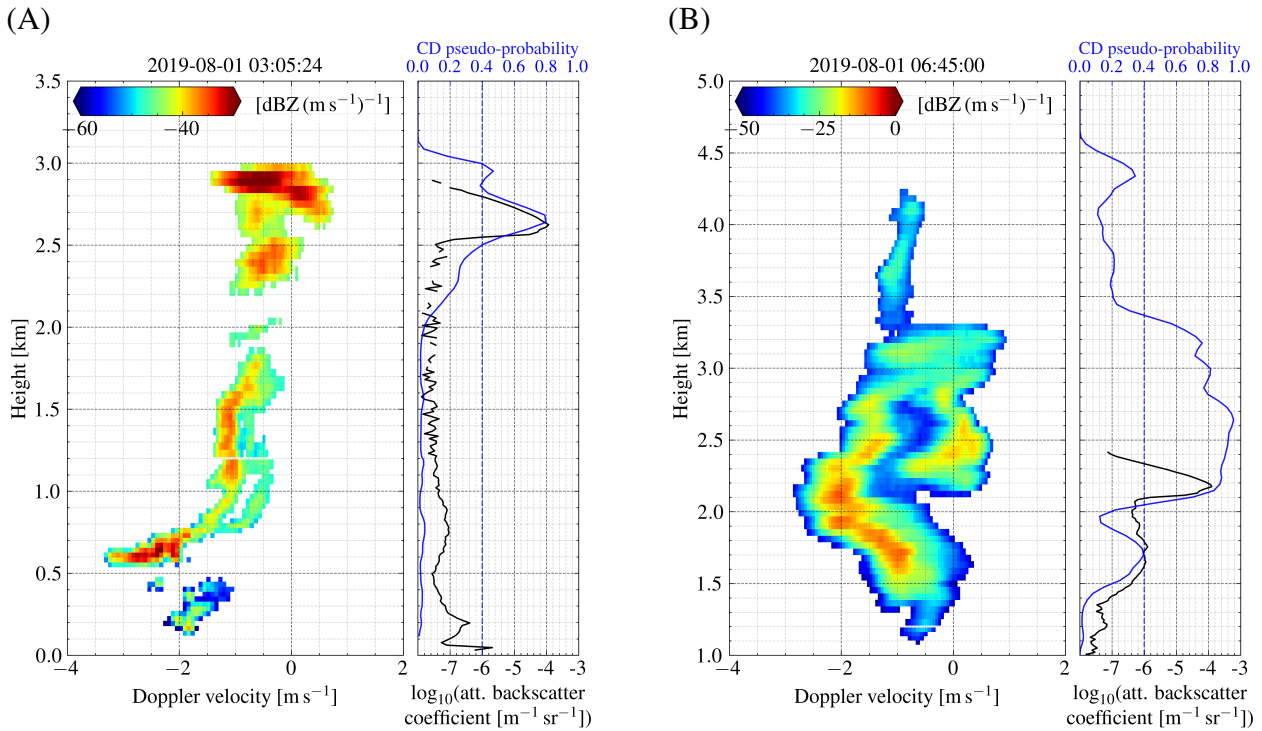 (A)
(B)
CD pseudo-probability
0.0 0.2 0.4 0.6 0.8 1.0
2019-08-01 03:05:24
[dBZ (m s⁻¹)⁻¹]
−60 −40
3.5
3.0
2.5
2.0
1.5
1.0
0.5
0.0
Height [km]
−4 −2 0 2
Doppler velocity [m s⁻¹]
-7 -6 -5 -4 -3
log₁₀(att. backscatter
coefficient [m⁻¹ sr⁻¹])
CD pseudo-probability
0.0 0.2 0.4 0.6 0.8 1.0
2019-08-01 06:45:00
[dBZ (m s⁻¹)⁻¹]
−50 −25 0
5.0
4.5
4.0
3.5
3.0
2.5
2.0
1.5
1.0
Height [km]
−4 −2 0 2
Doppler velocity [m s⁻¹]
-7 -6 -5 -4 -3
log₁₀(att. backscatter
coefficient [m⁻¹ sr⁻¹])